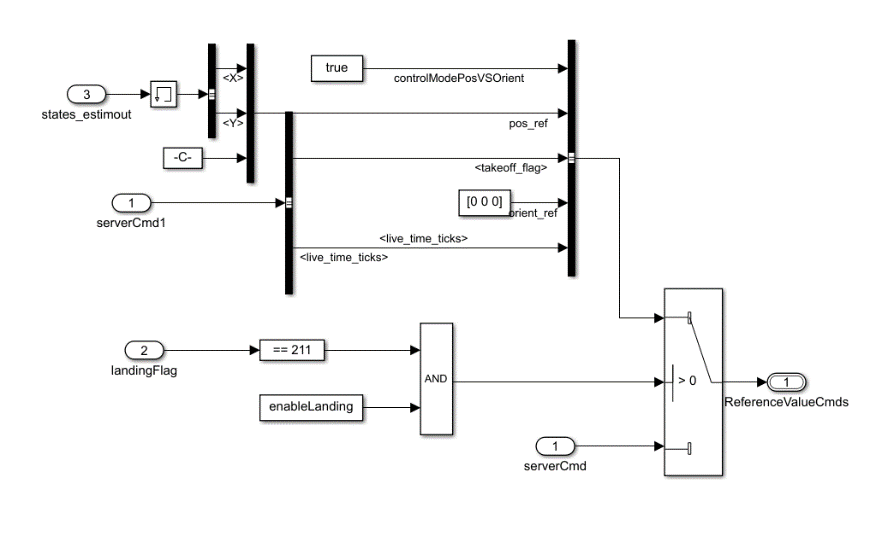 <X>
true
controlModePosVSOrient
3
states_estimout
<Y>
pos_ref
-C-
<takeoff_flag>
1
serverCmd1
[0 0 0]
orient_ref
<live_time_ticks>
<live_time_ticks>
2
landingFlag
== 211
AND
> 0
1
ReferenceValueCmds
enableLanding
1
serverCmd